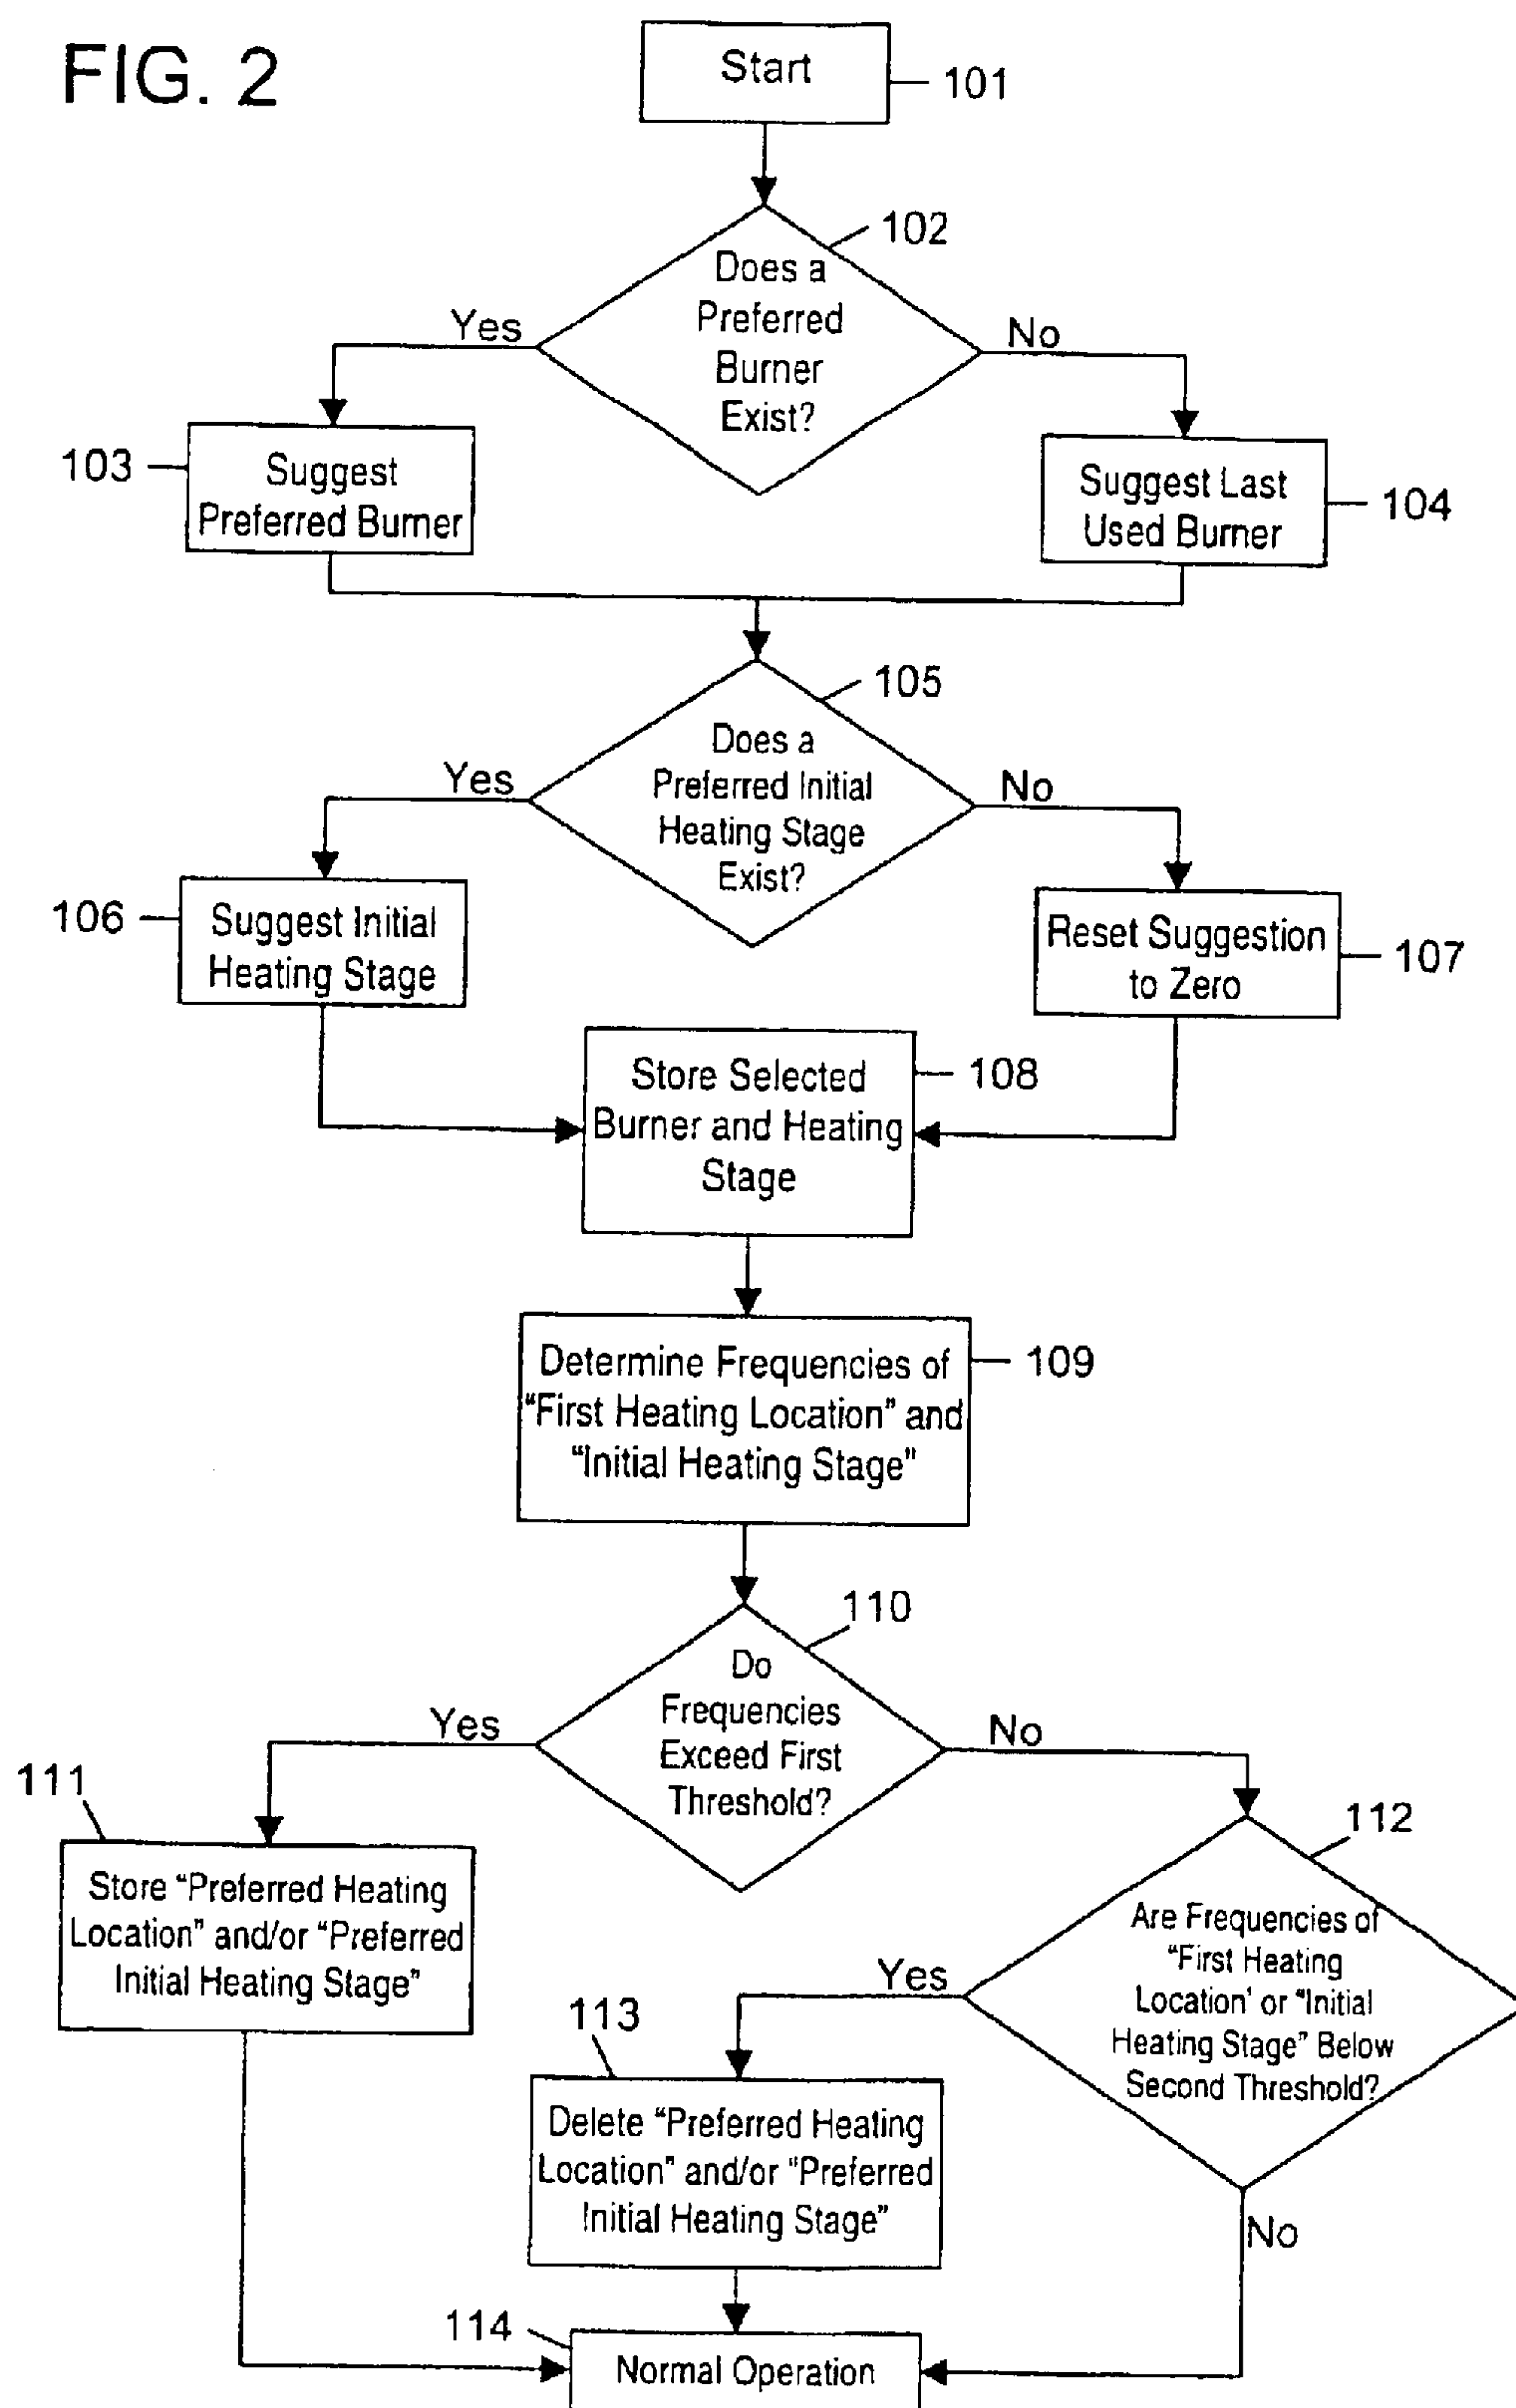 FIG. 2
Start
101
102
Does a
Preferred
Burner
Exist?
Yes
No
103
Suggest
Preferred Burner
Suggest Last
Used Burner
104
105
Does a
Preferred Initial
Heating Stage
Exist?
Yes
No
106
Suggest Initial
Heating Stage
Reset Suggestion
to Zero
107
Store Selected
Burner and Heating
Stage
108
Determine Frequencies of
“First Heating Location” and
“Initial Heating Stage”
109
110
Do
Frequencies
Exceed First
Threshold?
Yes
No
111
Store “Preferred Heating
Location” and/or “Preferred
Initial Heating Stage”
112
Are Frequencies of
“First Heating
Location' or “Initial
Heating Stage” Below
Second Threshold?
Yes
No
113
Delete “Preferred Heating
Location” and/or “Preferred
Initial Heating Stage”
114
Normal Operation